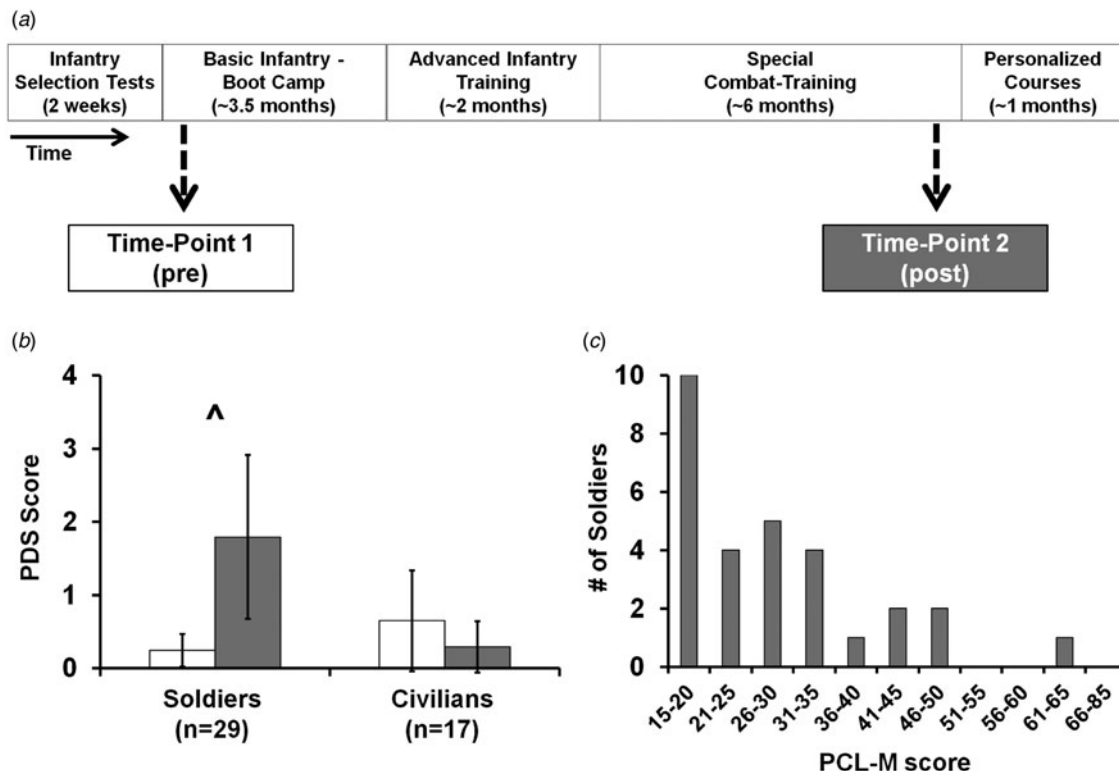 (a)
Infantry
Selection Tests
(2 weeks)
Basic Infantry -
Boot Camp
(~3.5 months)
Advanced Infantry
Training
(~2 months)
Special
Combat-Training
(~6 months)
Personalized
Courses
(~1 months)
Time
Time-Point 1
(pre)
Time-Point 2
(post)
(b)
4
3
2
1
0
PDS Score
^
Soldiers
(n=29)
Civilians
(n=17)
(c)
10
8
6
4
2
0
# of Soldiers
15-20
21-25
26-30
31-35
36-40
41-45
46-50
51-55
56-60
61-65
66-85
PCL-M score